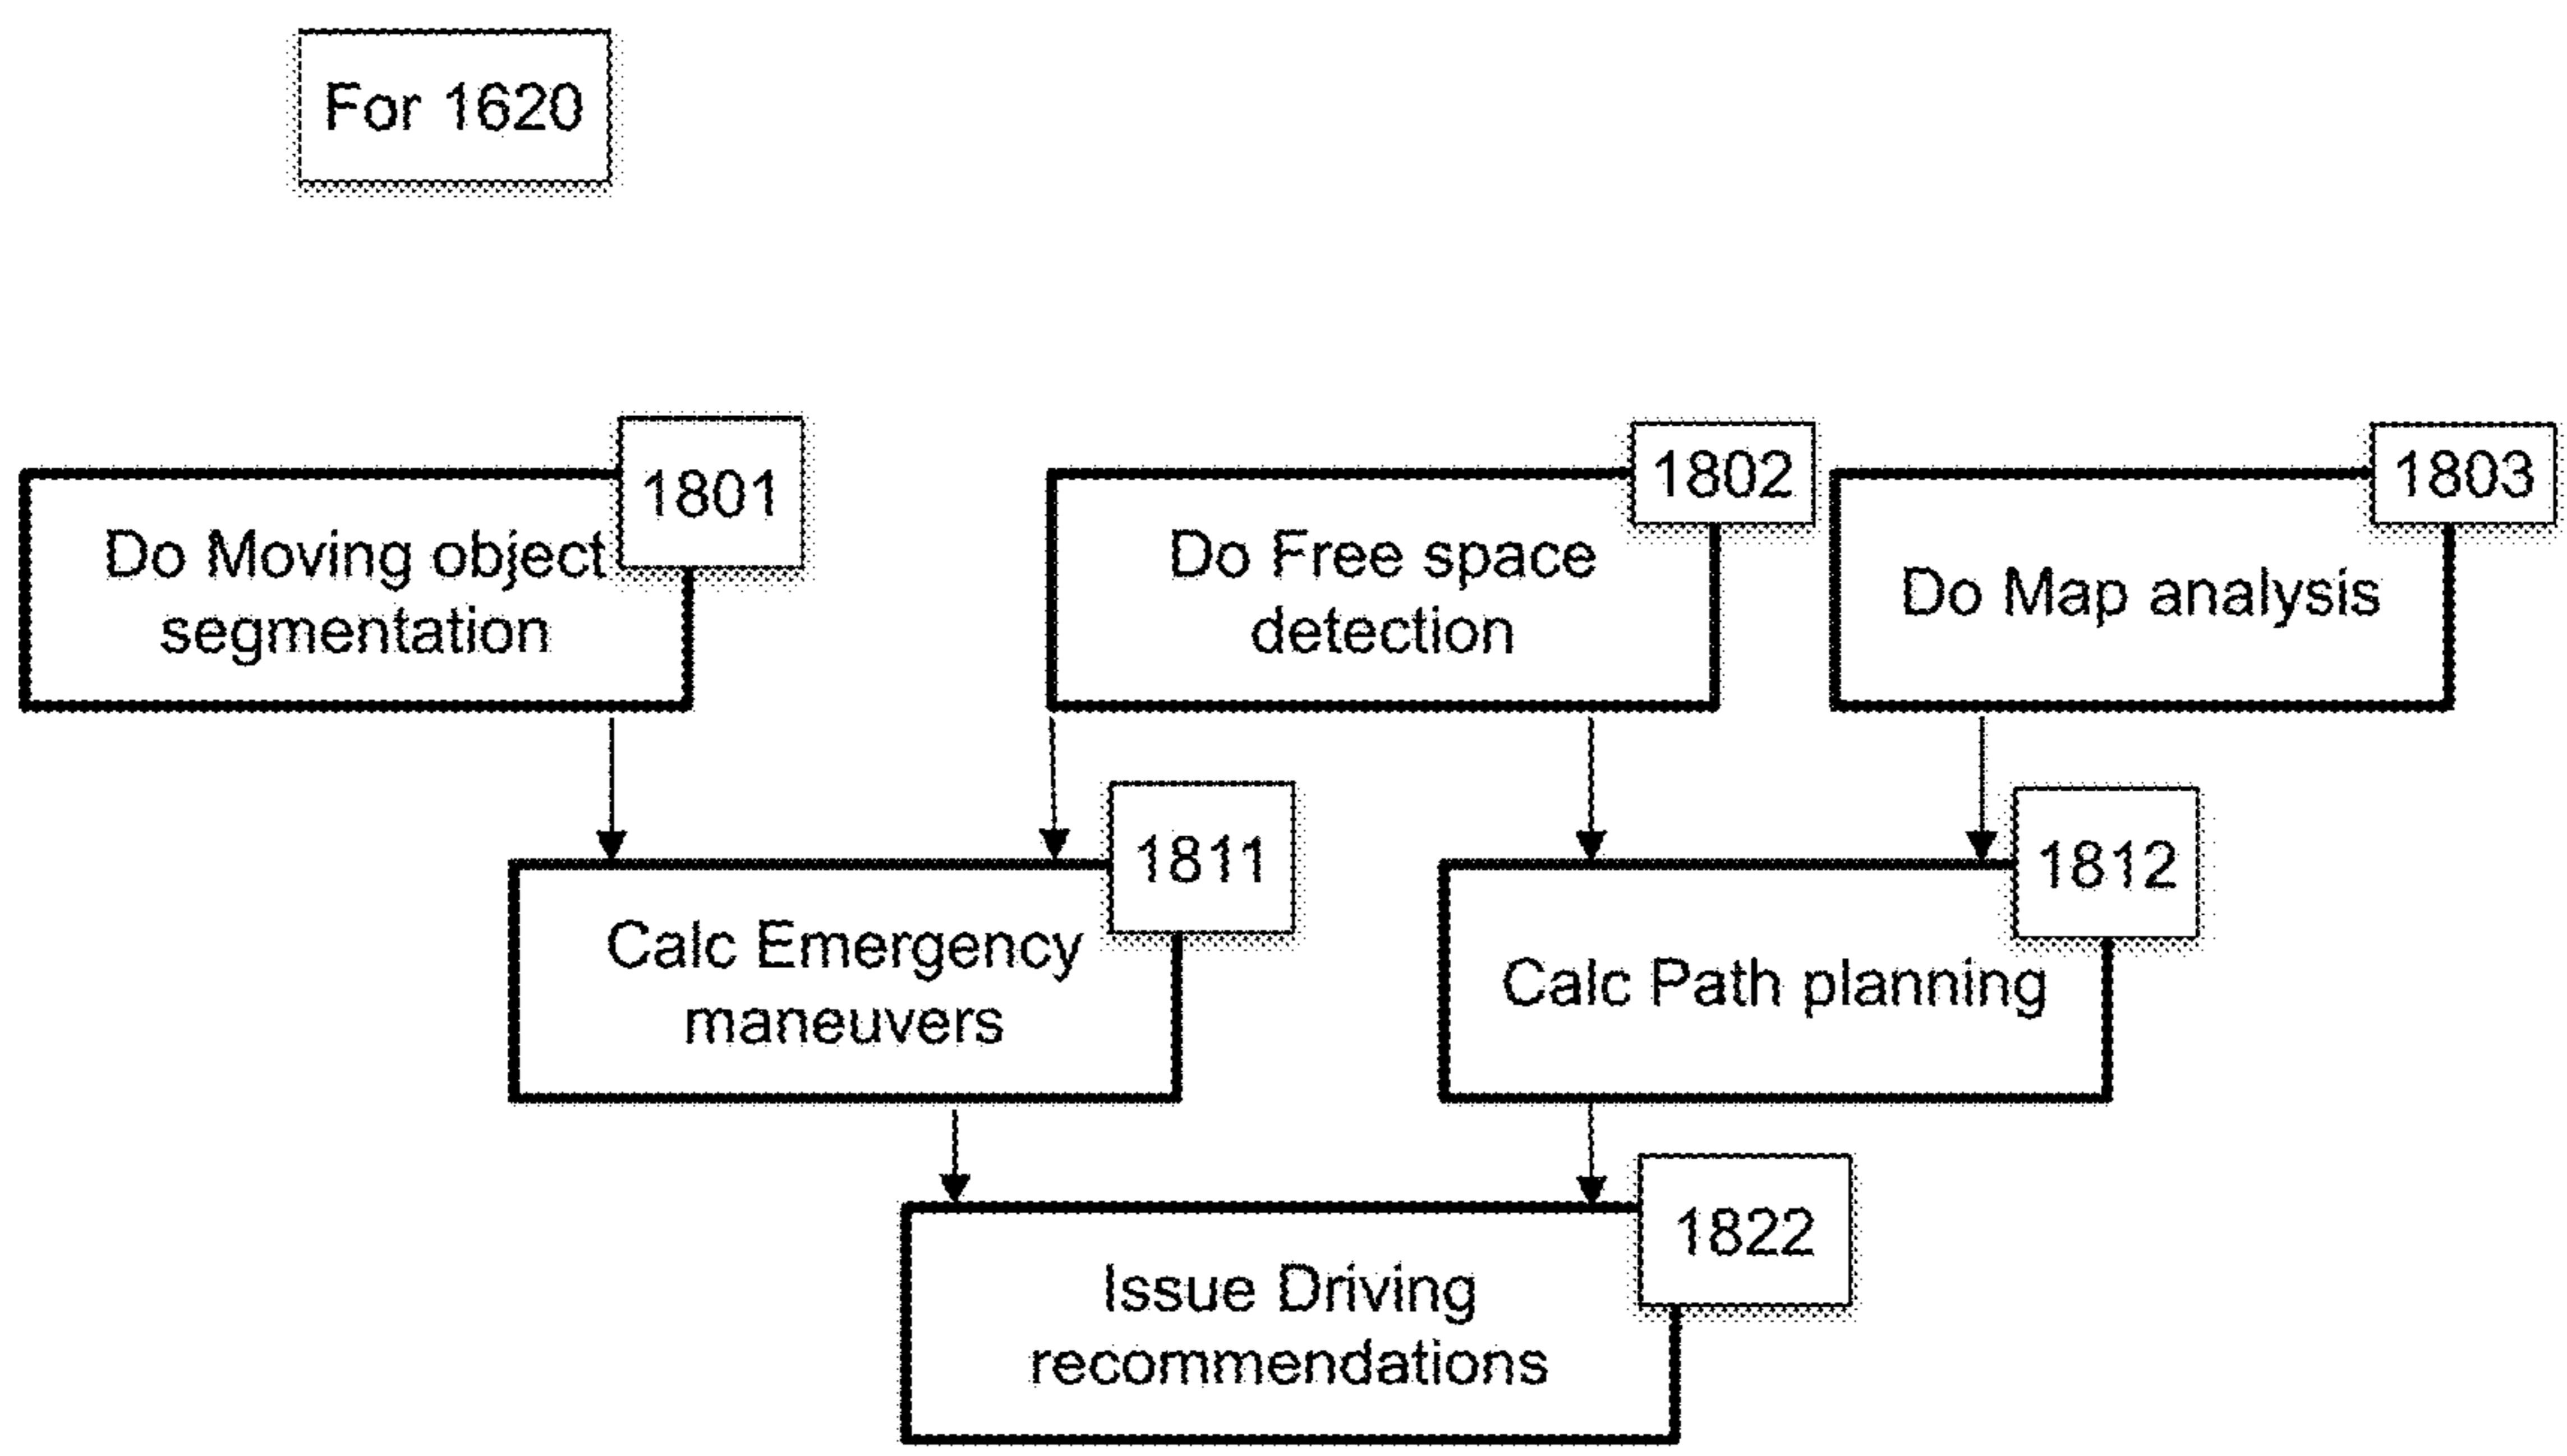 For 1620
1801
Do Moving object
segmentation
1802
Do Free space
detection
1803
Do Map analysis
1811
Calc Emergency
maneuvers
1812
Calc Path planning
1822
Issue Driving
recommendations